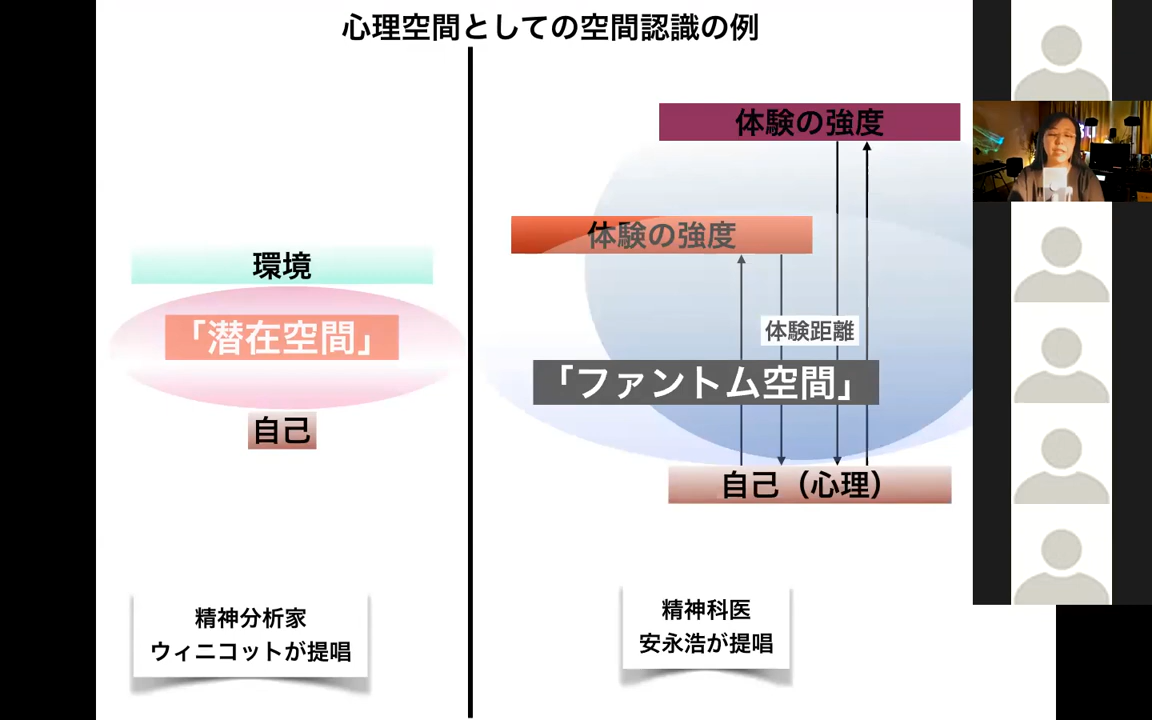 心理空間としての空間認識の例
環境
「潜在空間」
自己
精神分析家
ウィニコットが提唱
体験の強度
体験の強度
体験距離
「ファントム空間」
自己（心理）
精神科医
安永浩が提唱